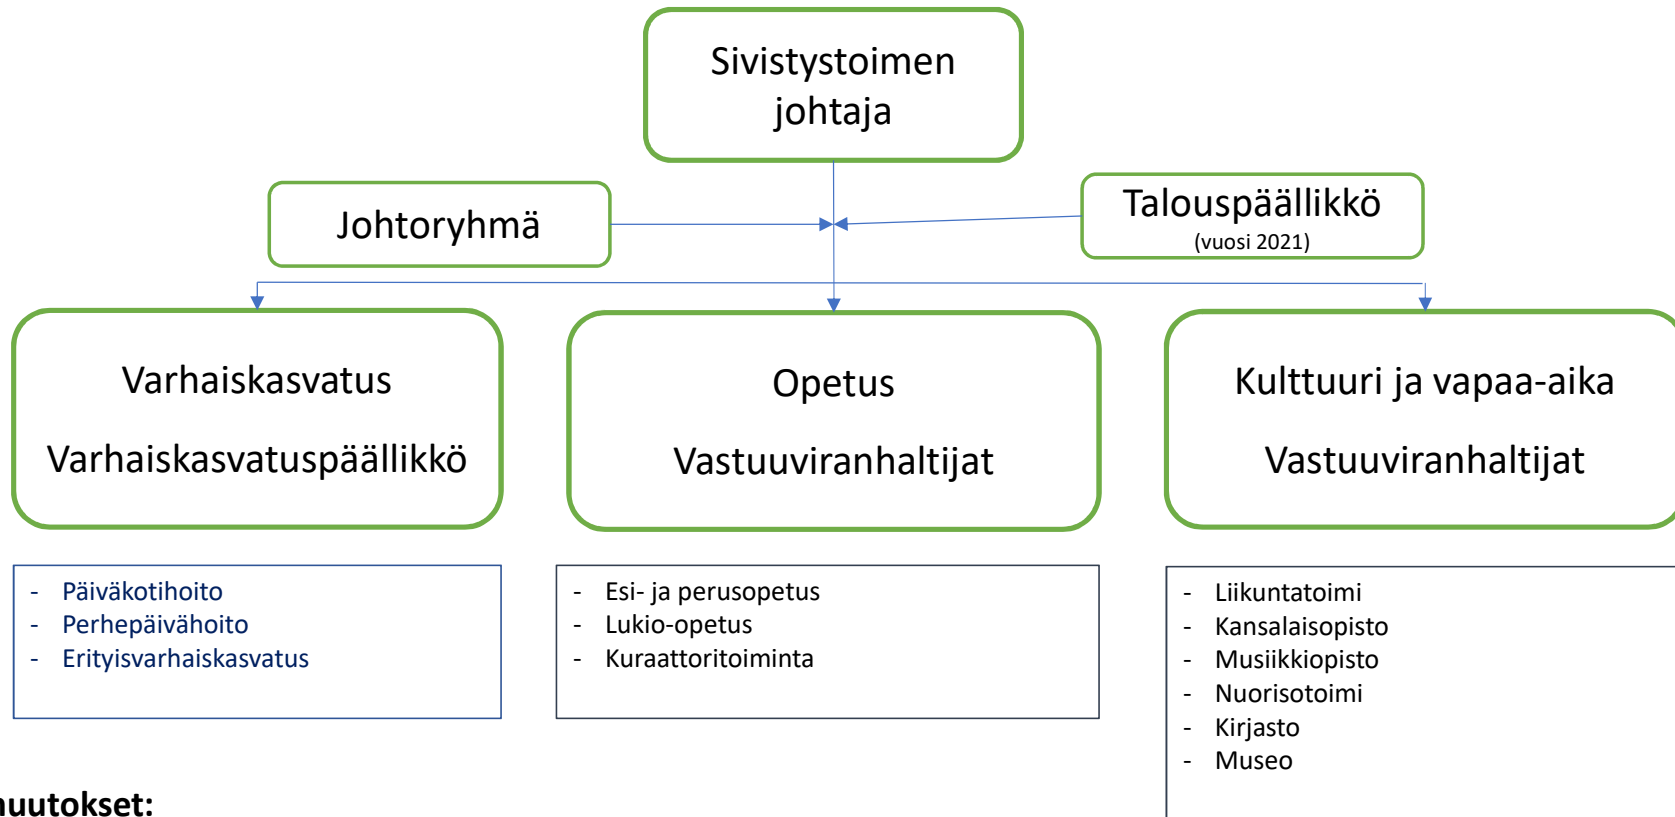 Sivistystoimen
johtaja
Johtoryhmä
Talouspäällikkö
(vuosi 2021)
Varhaiskasvatus
Varhaiskasvatuspäällikkö
Opetus
Vastuuviranhaltijat
Kulttuuri ja vapaa-aika
Vastuuviranhaltijat
- Päiväkotihoito
- Perhepäivähoito
- Erityisvarhaiskasvatus
- Esi- ja perusopetus
- Lukio-opetus
- Kuraattoritoiminta
- Liikuntatoimi
- Kansalaisopisto
- Musiikkiopisto
- Nuorisotoimi
- Kirjasto
- Museo